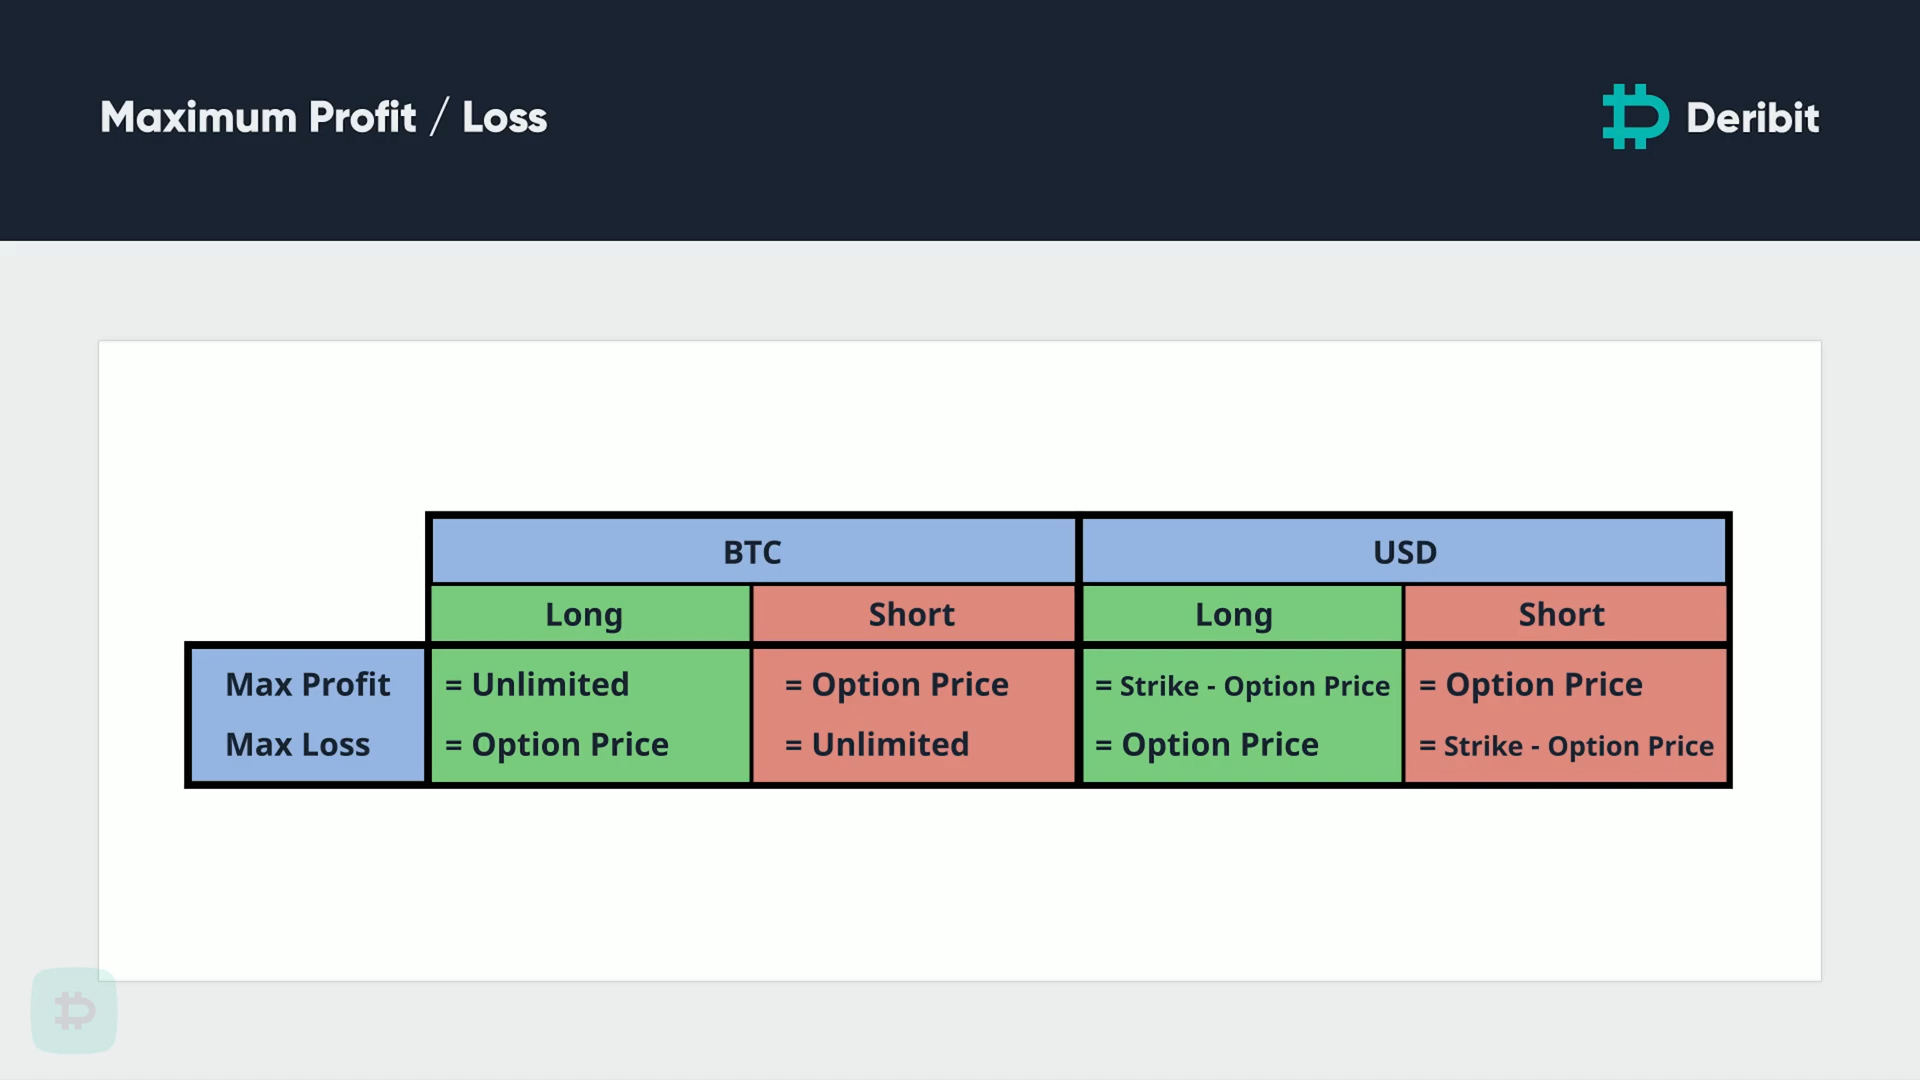 Maximum Profit / Loss
Deribit
BTC USD
Long Short Long Short
Max Profit = Unlimited = Option Price = Strike - Option Price = Option Price
Max Loss = Option Price = Unlimited = Option Price = Strike - Option Price